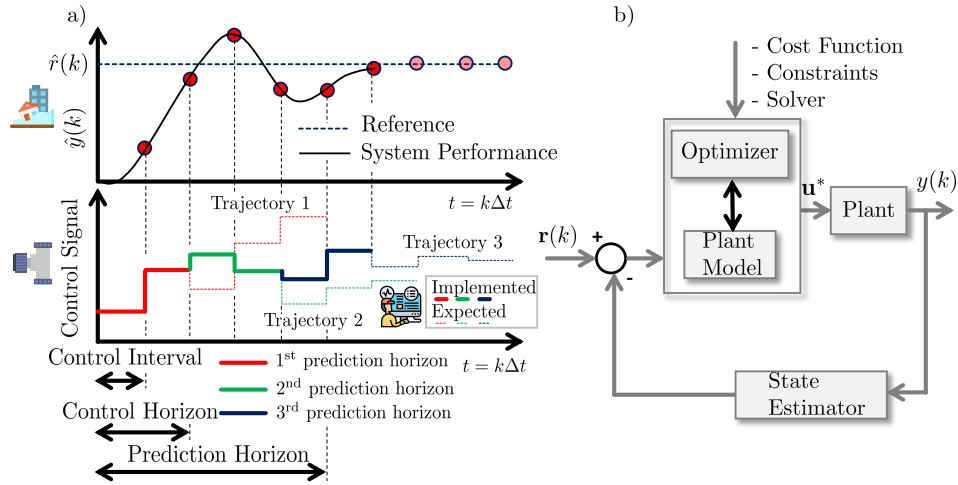 a)
r̂(k)
ŷ(k)
Reference
System Performance
t = kΔt
Control Signal
Trajectory 1
Trajectory 2
Trajectory 3
Implemented
Expected
t = kΔt
Control Interval
Control Horizon
Prediction Horizon
1st prediction horizon
2nd prediction horizon
3rd prediction horizon
b)
- Cost Function
- Constraints
- Solver
Optimizer
Plant
Model
r(k)
+
-
u*
Plant
y(k)
State
Estimator